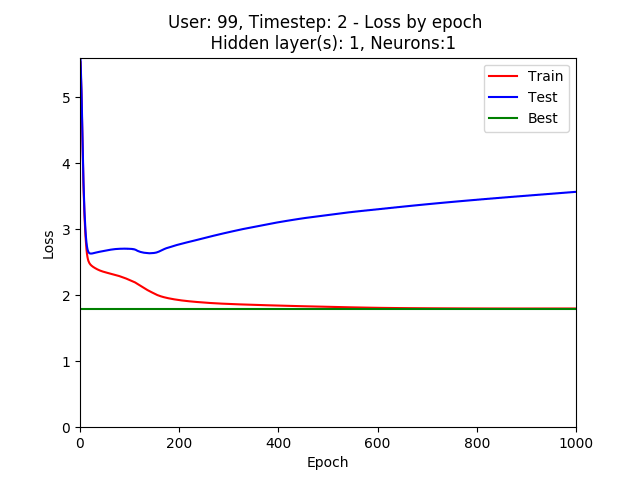 User: 99, Timestep: 2 - Loss by epoch
Hidden layer(s): 1, Neurons:1
Train
Test
Best
5
4
3
2
1
0
Loss
0 200 400 600 800 1000
Epoch